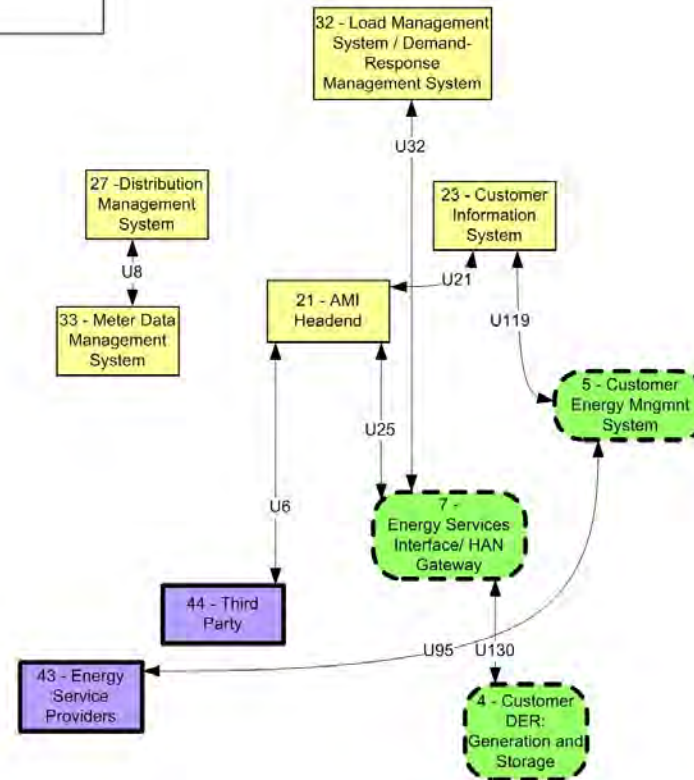 32 - Load Management
System / Demand-
Response
Management System
U32
27 -Distribution
Management
System
23 - Customer
Information
System
U8
U21
21 - AMI
Headend
33 - Meter Data
Management
System
U119
5 - Customer
Energy Mngmnt
System
U25
U6
7 -
Energy Services
Interface/ HAN
Gateway
44 - Third
Party
U95
U130
43 - Energy
Service
Providers
4 - Customer
DER:
Generation and
Storage